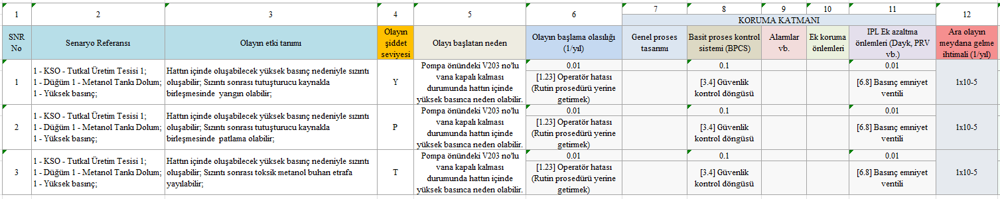 1
2
3
4
5
6
7
8
9
10
11
12
KORUMA KATMANI
SNR
No
Senaryo Referansı
Olayın etki tanımı
Olayın
şiddet
seviyesi
Olayı başlatan neden
Olayın başlama olasılığı
(1/yıl)
Genel proses
tasarımı
Basit proses kontrol
sistemi (BPCS)
Alarmlar
vb.
Ek koruma
önlemleri
IPL Ek azaltma
önlemleri (Dayk, PRV
vb.)
Ara olayın
meydana gelme
ihtimali (1/yıl)
1
1 - KSO - Tutkal Üretim Tesisi 1;
1 - Düğüm 1 - Metanol Tankı Dolum;
1 - Yüksek basınç;
Hattın içinde oluşabilecek yüksek basınç nedeniyle sızıntı
oluşabilir; Sızıntı sonrası tutuşturucu kaynakla
birleşmesinde yangın olabilir;
Y
Pompa önündeki V203 no'lu
vana kapalı kalması
durumunda hattın içinde
yüksek basınca neden olabilir.
0.01
[1.23] Operatör hatası
(Rutin prosedürü yerine
getirmek)
0.1
[3.4] Güvenlik
kontrol döngüsü
0.01
[6.8] Basınç emniyet
ventili
1x10-5
2
1 - KSO - Tutkal Üretim Tesisi 1;
1 - Düğüm 1 - Metanol Tankı Dolum;
1 - Yüksek basınç;
Hattın içinde oluşabilecek yüksek basınç nedeniyle sızıntı
oluşabilir; Sızıntı sonrası tutuşturucu kaynakla
birleşmesinde patlama olabilir;
P
Pompa önündeki V203 no'lu
vana kapalı kalması
durumunda hattın içinde
yüksek basınca neden olabilir.
0.01
[1.23] Operatör hatası
(Rutin prosedürü yerine
getirmek)
0.1
[3.4] Güvenlik
kontrol döngüsü
0.01
[6.8] Basınç emniyet
ventili
1x10-5
3
1 - KSO - Tutkal Üretim Tesisi 1;
1 - Düğüm 1 - Metanol Tankı Dolum;
1 - Yüksek basınç;
Hattın içinde oluşabilecek yüksek basınç nedeniyle sızıntı
oluşabilir; Sızıntı sonrası toksik metanol buharı etrafa
yayılabilir;
T
Pompa önündeki V203 no'lu
vana kapalı kalması
durumunda hattın içinde
yüksek basınca neden olabilir.
0.01
[1.23] Operatör hatası
(Rutin prosedürü yerine
getirmek)
0.1
[3.4] Güvenlik
kontrol döngüsü
0.01
[6.8] Basınç emniyet
ventili
1x10-5